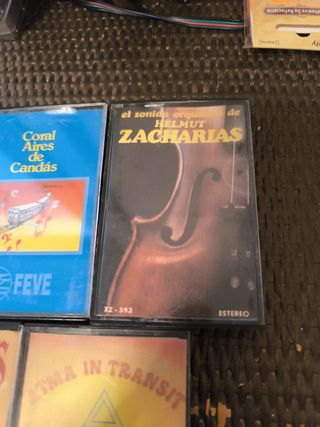 Coral
Aires
de
Candás
FEVE
el sonido orquestal de
HELMUT
ZACHARIAS
XZ - 593
ESTEREO
ATMA IN TRANSIT